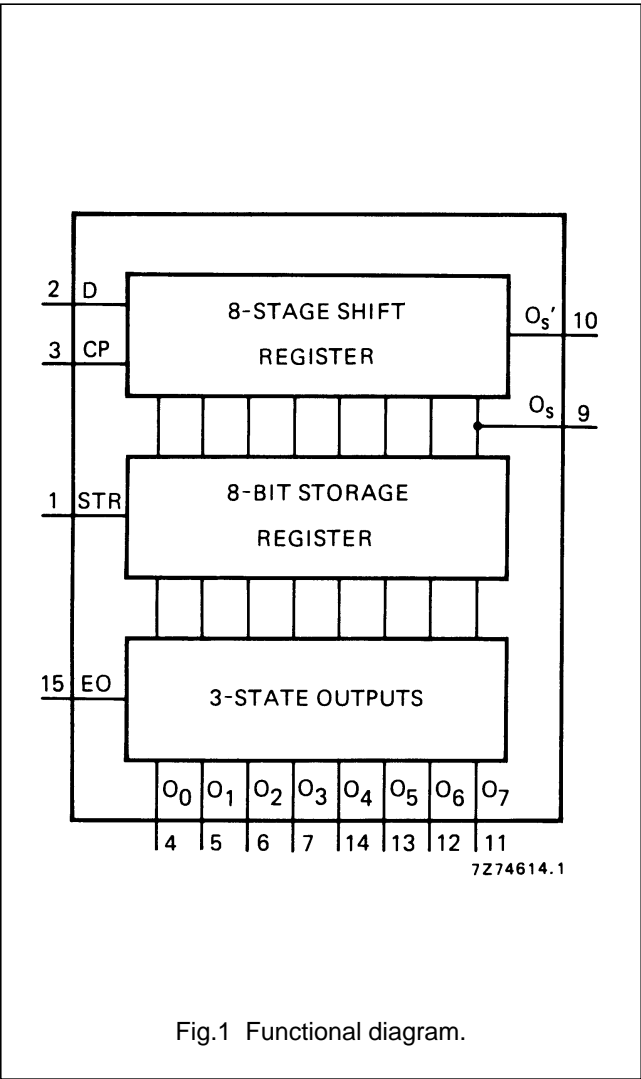 2 D
8-STAGE SHIFT
REGISTER
Os' 10
3 CP
Os 9
1 STR
8-BIT STORAGE
REGISTER
15 EO
3-STATE OUTPUTS
O0 O1 O2 O3 O4 O5 O6 O7
4 5 6 7 14 13 12 11
7Z74614.1
Fig.1 Functional diagram.